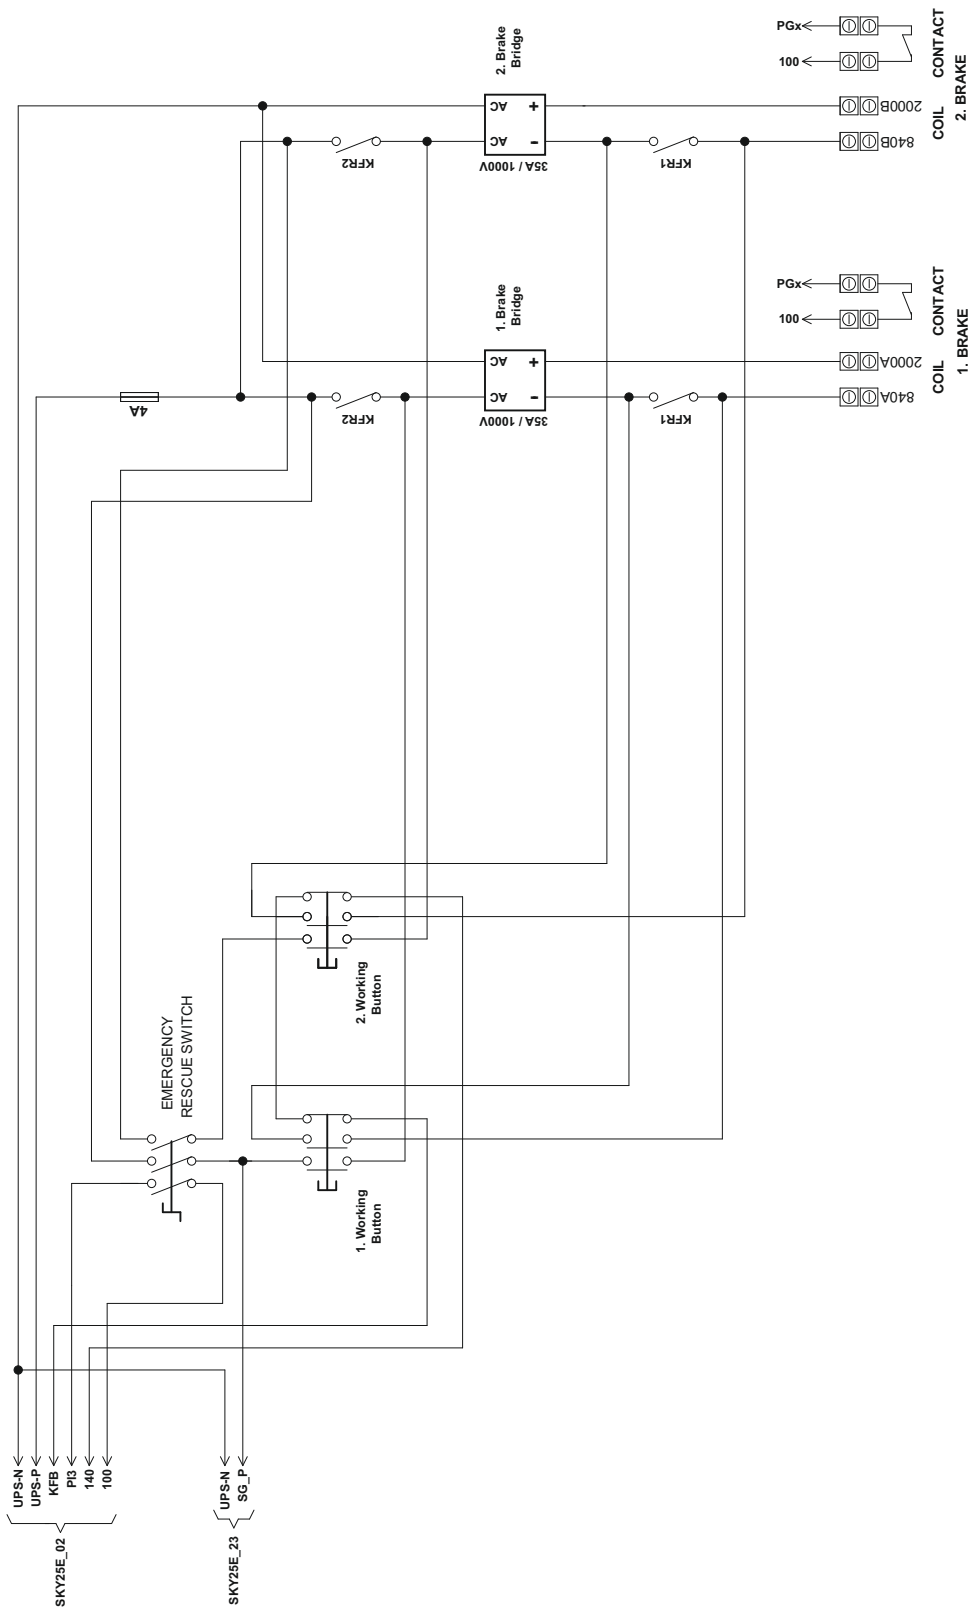 PGx
100
CONTACT
2000B
840B
COIL
2. BRAKE
2. Brake
Bridge
AC
AC
+
-
35A / 1000V
KFR2
KFR1
PGx
100
CONTACT
2000A
840A
COIL
1. BRAKE
1. Brake
Bridge
AC
AC
+
-
35A / 1000V
4A
KFR2
KFR1
EMERGENCY
RESCUE SWITCH
2. Working
Button
1. Working
Button
UPS-N
UPS-P
KFB
PI3
140
100
SKY25E_02
UPS-N
SG_P
SKY25E_23